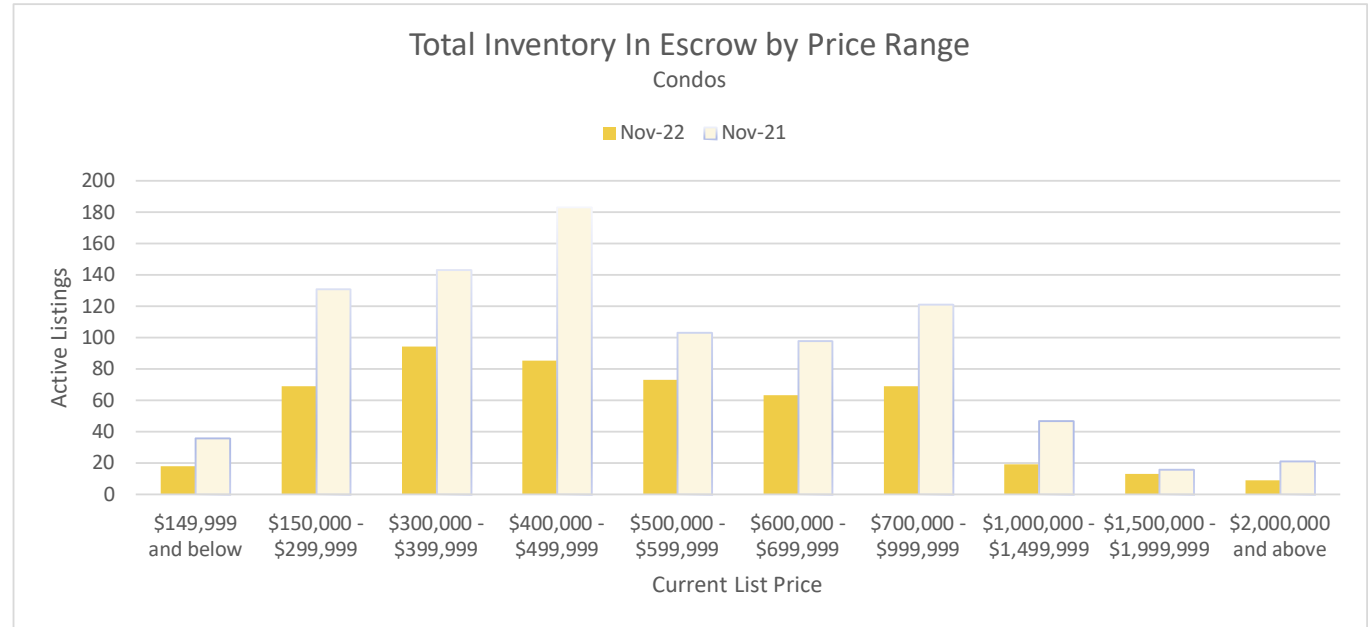 Total Inventory In Escrow by Price Range
Condos
Nov-22 Nov-21
Active Listings
200
180
160
140
120
100
80
60
40
20
0
$149,999 and below
$150,000 - $299,999
$300,000 - $399,999
$400,000 - $499,999
$500,000 - $599,999
$600,000 - $699,999
$700,000 - $999,999
$1,000,000 - $1,499,999
$1,500,000 - $1,999,999
$2,000,000 and above
Current List Price